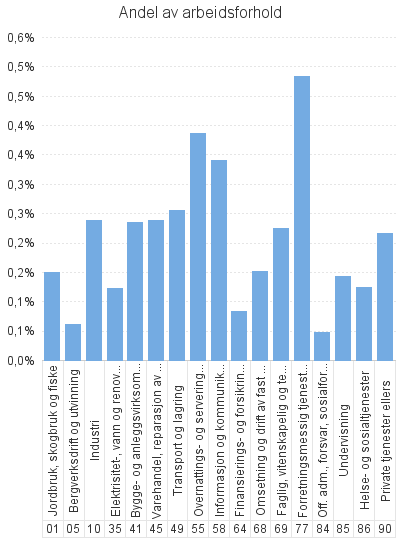 Andel av arbeidsforhold
0,6%
0,5%
0,5%
0,4%
0,4%
0,3%
0,3%
0,2%
0,2%
0,1%
0,1%
0,0%
Jordbruk, skogbruk og fiske
Bergverksdrift og utvinning
Industri
Elektrisitet-, vann og renov...
Bygge- og anleggsvirksom...
Varehandel, reparasjon av ...
Transport og lagring
Overnattings- og servering...
Informasjon og kommunik...
Finansierings- og forsikrin...
Omsetning og drift av fast ...
Faglig, vitenskapelig og te...
Forretningsmessig tjenest...
Off. adm., forsvar, sosialfor...
Undervisning
Helse- og sosialtjenester
Private tjenester ellers
01 05 10 35 41 45 49 55 58 64 68 69 77 84 85 86 90